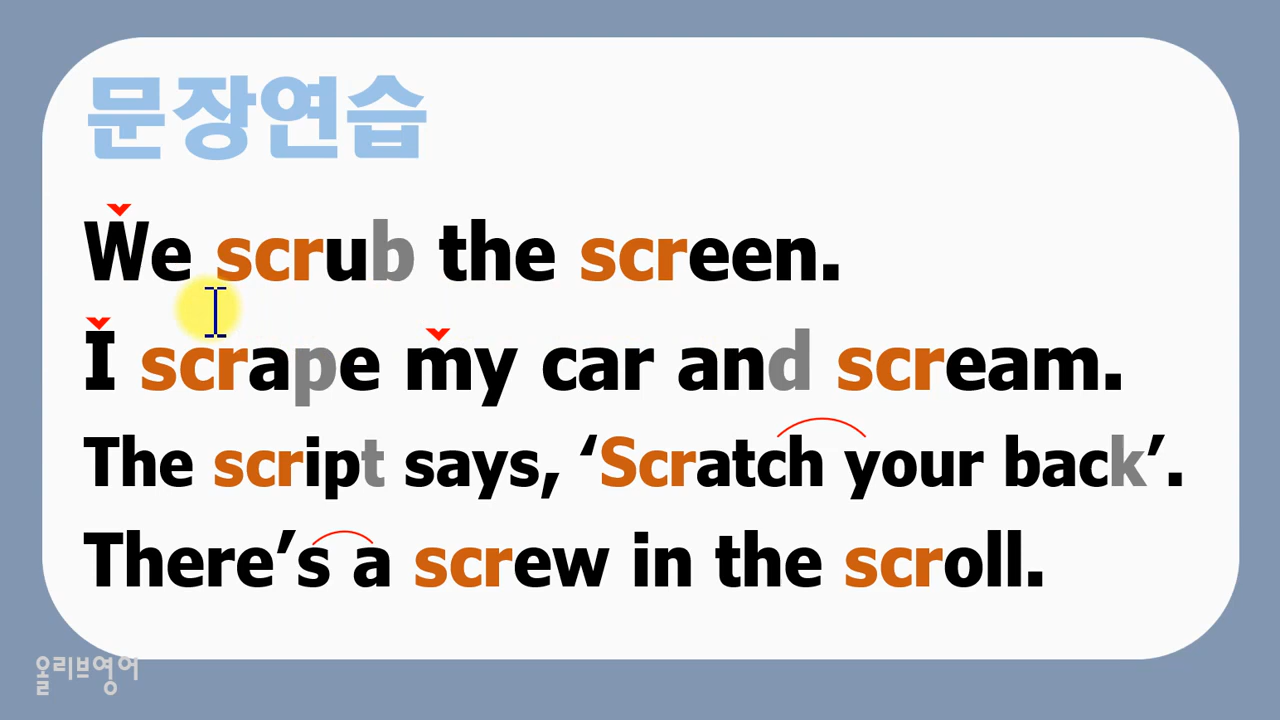 문장연습
We scrub the screen.
I scrape my car and scream.
The script says, ‘Scratch your back’.
There’s a screw in the scroll.
올리브영어